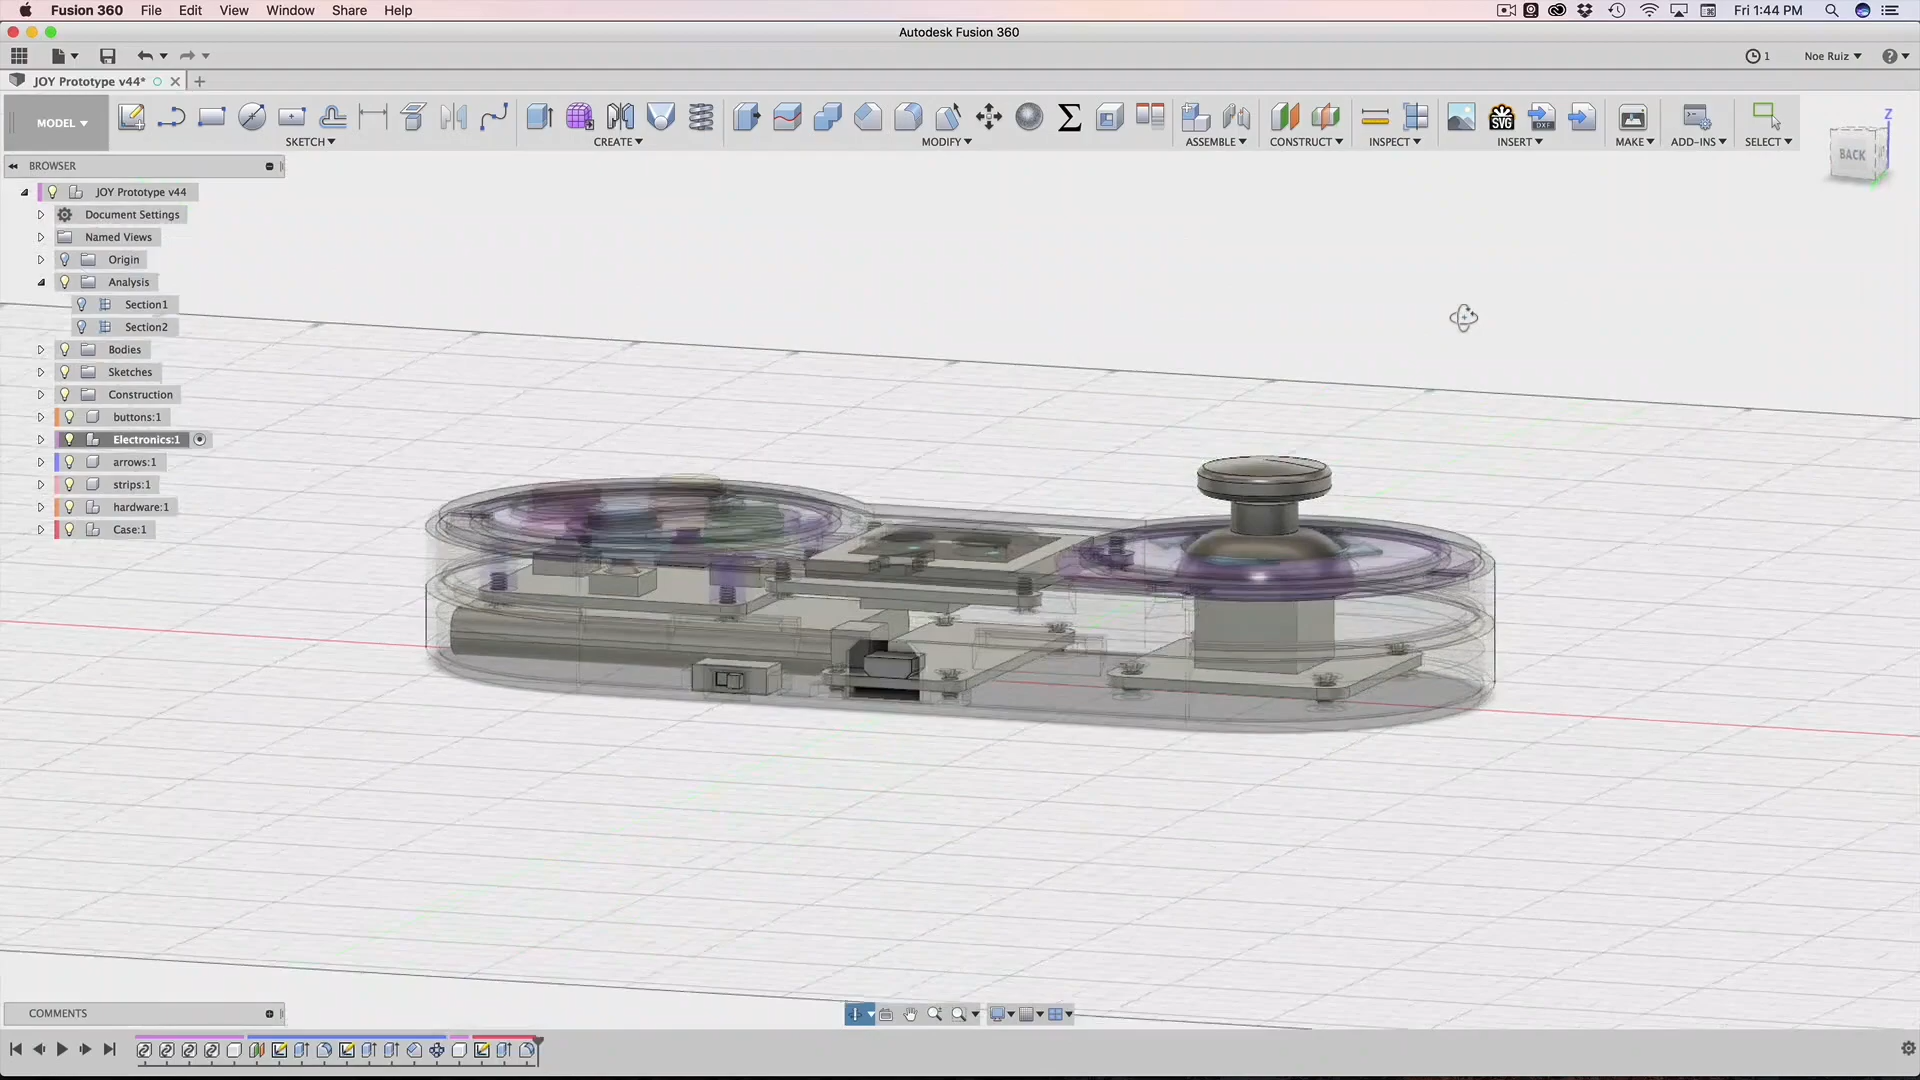 Fusion 360 File Edit View Window Share Help Fri 1:44 PM
Autodesk Fusion 360
1 Noe Ruiz
JOY Prototype v44*
MODEL
SVG DXF
SKETCH CREATE MODIFY ASSEMBLE CONSTRUCT INSPECT INSERT MAKE ADD-INS SELECT
Z
BACK
BROWSER
JOY Prototype v44
Document Settings
Named Views
Origin
Analysis
Section1
Section2
Bodies
Sketches
Construction
buttons:1
Electronics:1
arrows:1
strips:1
hardware:1
Case:1
COMMENTS